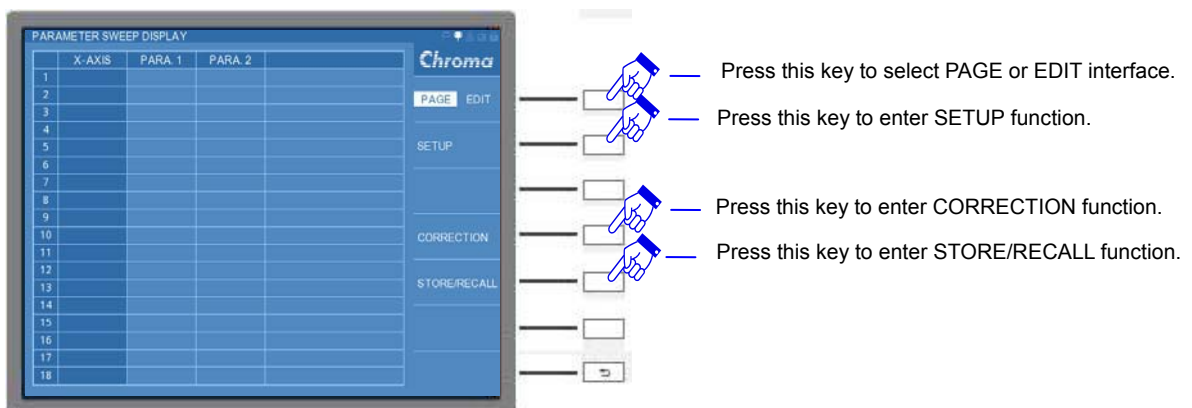 PARAMETER SWEEP DISPLAY
Chroma
X-AXIS PARA. 1 PARA. 2
1
2
3
4
5
6
7
8
9
10
11
12
13
14
15
16
17
18
PAGE EDIT
SETUP
CORRECTION
STORE/RECALL
Press this key to select PAGE or EDIT interface.
Press this key to enter SETUP function.
Press this key to enter CORRECTION function.
Press this key to enter STORE/RECALL function.